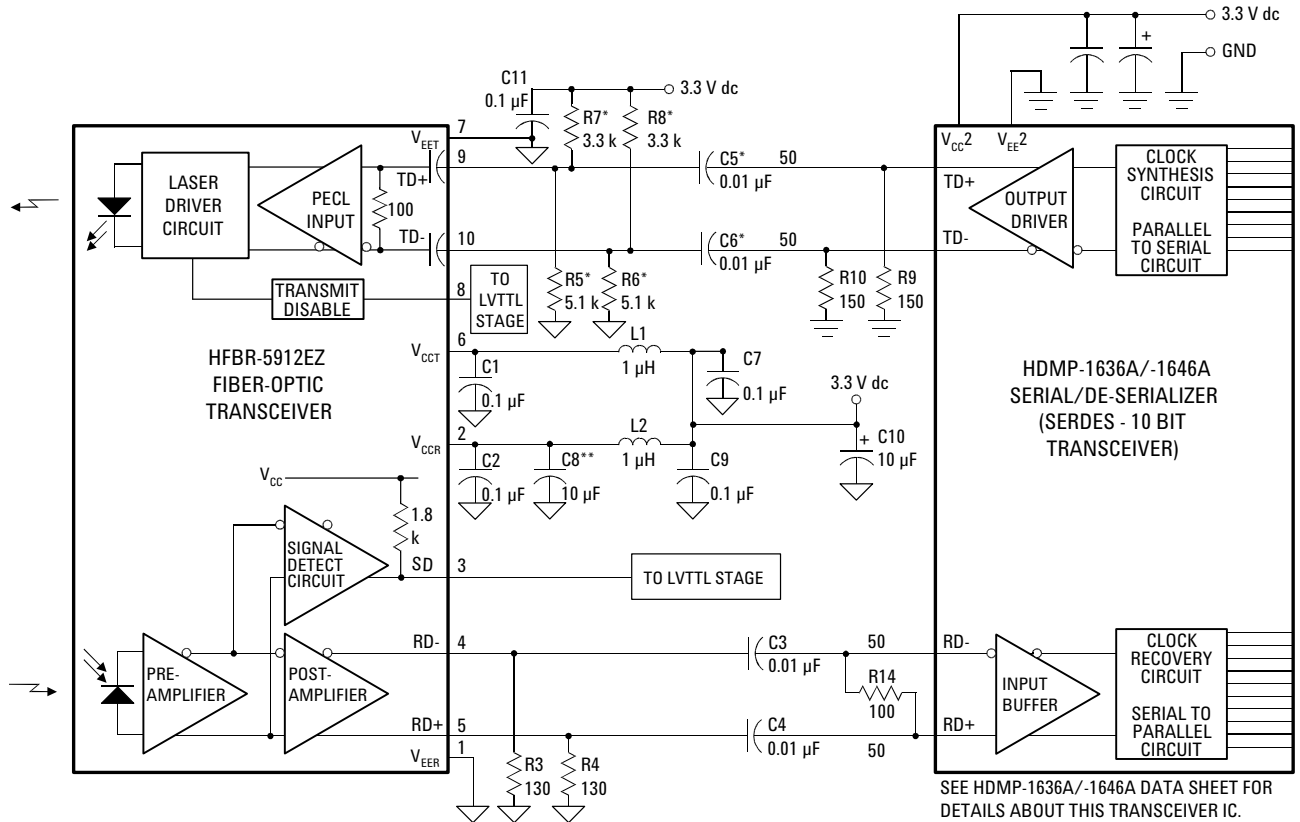 3.3 V dc
GND
+
C11
0.1 µF
3.3 V dc
R7*
3.3 k
R8*
3.3 k
7
V_EET
9
TD+
LASER
DRIVER
CIRCUIT
PECL
INPUT
100
TD-
10
C5*
0.01 µF
50
C6*
0.01 µF
50
V_CC2
V_EE2
TD+
TD-
OUTPUT
DRIVER
CLOCK
SYNTHESIS
CIRCUIT
PARALLEL
TO SERIAL
CIRCUIT
R5*
5.1 k
R6*
5.1 k
R10
150
R9
150
TRANSMIT
DISABLE
8
TO
LVTTL
STAGE
HFBR-5912EZ
FIBER-OPTIC
TRANSCEIVER
V_CCT
6
C1
0.1 µF
L1
1 µH
C7
0.1 µF
3.3 V dc
+
C10
10 µF
V_CCR
2
C2
0.1 µF
C8**
10 µF
L2
1 µH
C9
0.1 µF
HDMP-1636A/-1646A
SERIAL/DE-SERIALIZER
(SERDES - 10 BIT
TRANSCEIVER)
V_CC
1.8
k
SIGNAL
DETECT
CIRCUIT
SD
3
TO LVTTL STAGE
PRE-
AMPLIFIER
POST-
AMPLIFIER
RD-
4
RD+
5
V_EER
1
R3
130
R4
130
C3
0.01 µF
50
R14
100
C4
0.01 µF
50
RD-
RD+
INPUT
BUFFER
CLOCK
RECOVERY
CIRCUIT
SERIAL TO
PARALLEL
CIRCUIT
SEE HDMP-1636A/-1646A DATA SHEET FOR
DETAILS ABOUT THIS TRANSCEIVER IC.